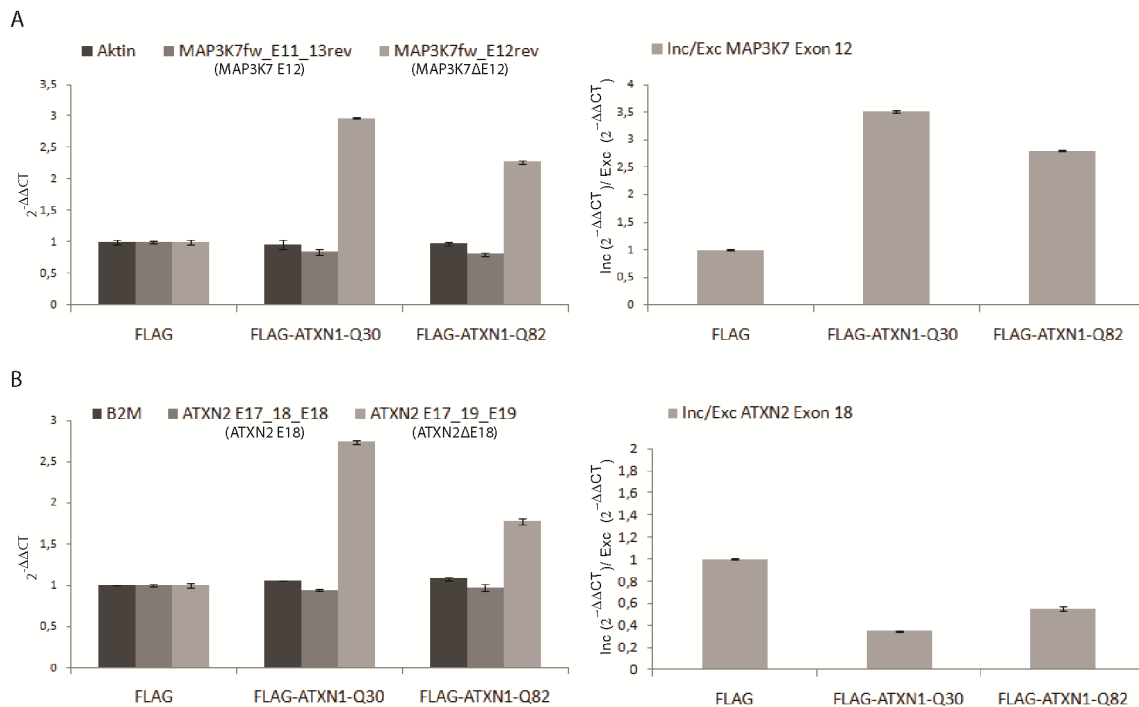 A
Aktin MAP3K7fw_E11_13rev MAP3K7fw_E12rev
(MAP3K7 E12) (MAP3K7ΔE12)
3,5
3
2,5
2
1,5
1
0,5
0
2^-ΔΔCT
FLAG FLAG-ATXN1-Q30 FLAG-ATXN1-Q82
Inc/Exc MAP3K7 Exon 12
4
3,5
3
2,5
2
1,5
1
0,5
0
Inc (2^-ΔΔCT)/ Exc (2^-ΔΔCT)
FLAG FLAG-ATXN1-Q30 FLAG-ATXN1-Q82
B
B2M ATXN2 E17_18_E18 ATXN2 E17_19_E19
(ATXN2 E18) (ATXN2ΔE18)
3
2,5
2
1,5
1
0,5
0
2^-ΔΔCT
FLAG FLAG-ATXN1-Q30 FLAG-ATXN1-Q82
Inc/Exc ATXN2 Exon 18
2
1,8
1,6
1,4
1,2
1
0,8
0,6
0,4
0,2
0
Inc (2^-ΔΔCT)/ Exc (2^-ΔΔCT)
FLAG FLAG-ATXN1-Q30 FLAG-ATXN1-Q82